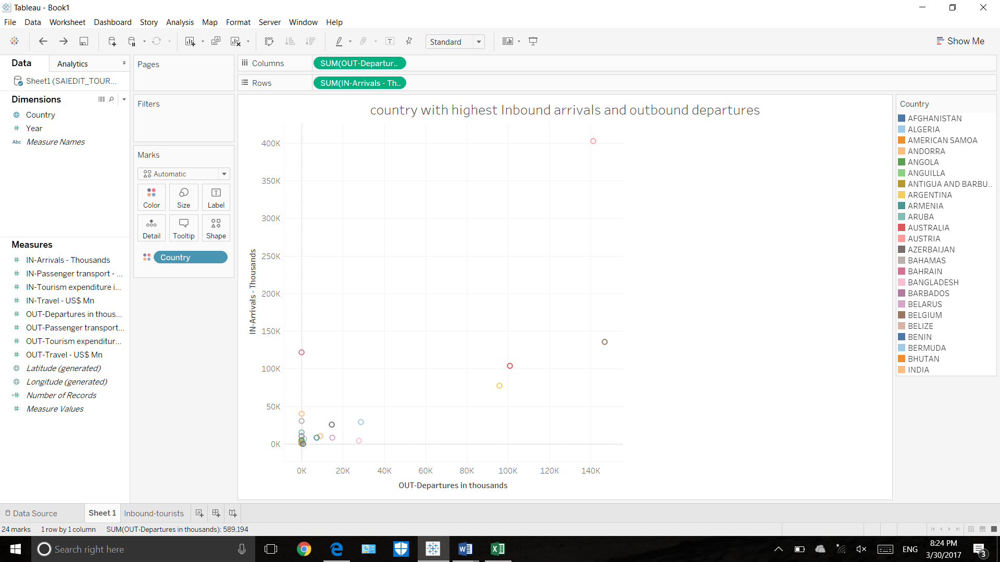 Tableau - Book1
File Data Worksheet Dashboard Story Analysis Map Format Server Window Help
Standard
Show Me
Data
Analytics
Sheet1 (SAIEDIT_TOUR...
Dimensions
Country
Year
Abc Measure Names
Measures
IN-Arrivals - Thousands
IN-Passenger transport - ...
IN-Tourism expenditure i...
IN-Travel - US$ Mn
OUT-Departures in thous...
OUT-Passenger transport...
OUT-Tourism expenditur...
OUT-Travel - US$ Mn
Latitude (generated)
Longitude (generated)
Number of Records
Measure Values
Pages
Filters
Marks
Automatic
Color Size Label
Detail Tooltip Shape
Country
Columns SUM(OUT-Departur..
Rows SUM(IN-Arrivals - Th..
country with highest Inbound arrivals and outbound departures
IN-Arrivals - Thousands
400K
350K
300K
250K
200K
150K
100K
50K
0K
0K 20K 40K 60K 80K 100K 120K 140K
OUT-Departures in thousands
Country
AFGHANISTAN
ALGERIA
AMERICAN SAMOA
ANDORRA
ANGOLA
ANGUILLA
ANTIGUA AND BARBU..
ARGENTINA
ARMENIA
ARUBA
AUSTRALIA
AUSTRIA
AZERBAIJAN
BAHAMAS
BAHRAIN
BANGLADESH
BARBADOS
BELARUS
BELGIUM
BELIZE
BENIN
BERMUDA
BHUTAN
INDIA
Data Source
Sheet 1
Inbound-tourists
24 marks 1 row by 1 column SUM(OUT-Departures in thousands): 589,194
Search right here
ENG
8:24 PM
3/30/2017
3